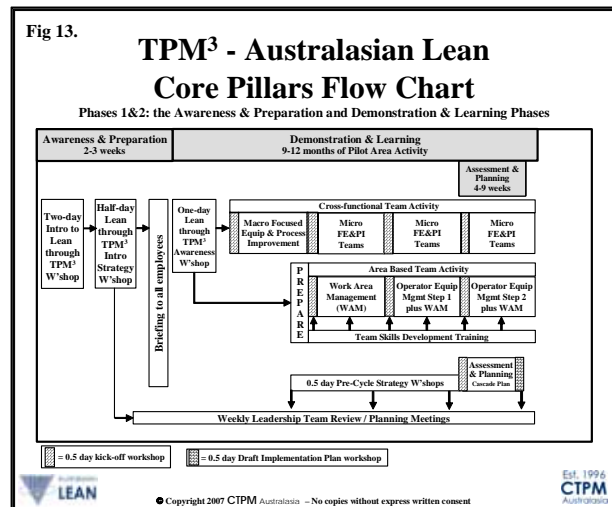 Fig 13.
TPM³ - Australasian Lean
Core Pillars Flow Chart
Phases 1&2: the Awareness & Preparation and Demonstration & Learning Phases
Awareness & Preparation
2-3 weeks
Demonstration & Learning
9-12 months of Pilot Area Activity
Assessment &
Planning
4-9 weeks
Two-day
Intro to
Lean
through
TPM³
W'shop
Half-day
Lean
through
TPM³
Intro
Strategy
W'shop
Briefing to all employees
One-day
Lean
through
TPM³
Awareness
W'shop
Cross-functional Team Activity
Macro Focused
Equip & Process
Improvement
Micro
FE&PI
Teams
Micro
FE&PI
Teams
Micro
FE&PI
Teams
PREPARE
Area Based Team Activity
Work Area
Management
(WAM)
Operator Equip
Mgmt Step 1
plus WAM
Operator Equip
Mgmt Step 2
plus WAM
Team Skills Development Training
0.5 day Pre-Cycle Strategy W'shops
Assessment
& Planning
Cascade Plan
Weekly Leadership Team Review / Planning Meetings
= 0.5 day kick-off workshop
= 0.5 day Draft Implementation Plan workshop
LEAN
© Copyright 2007 CTPM Australasia – No copies without express written consent
Est. 1996
CTPM
Australasia